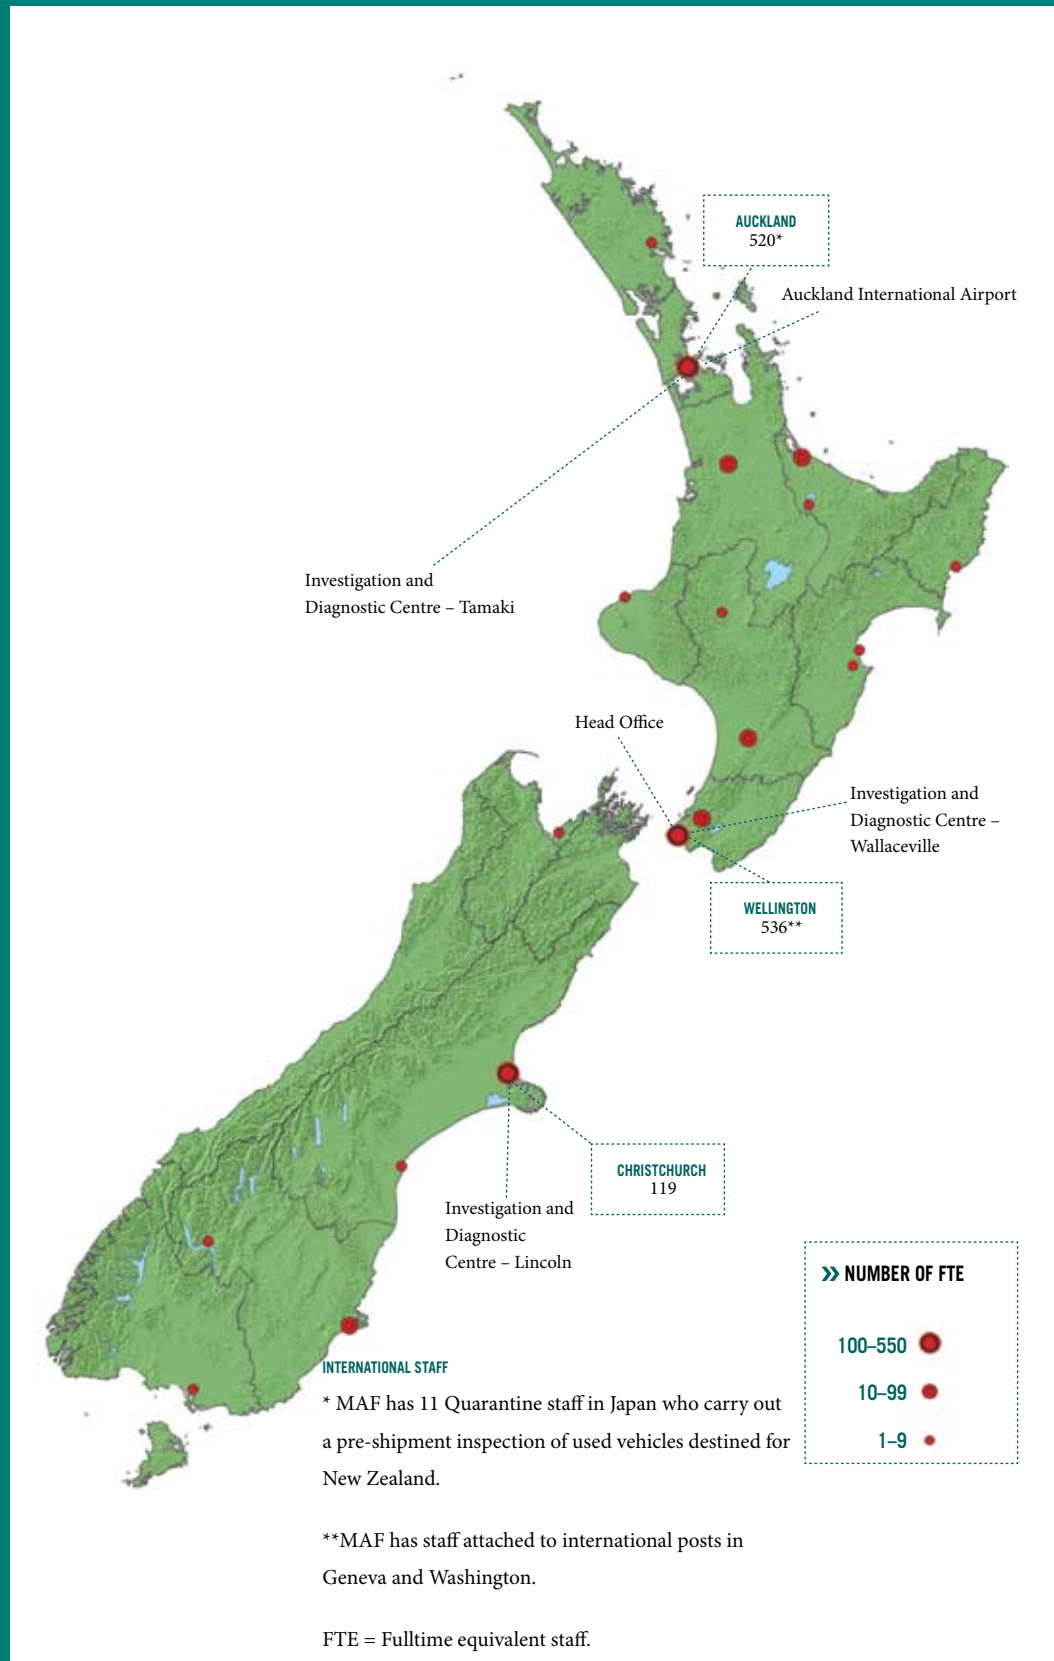 AUCKLAND
520*
Auckland International Airport
Investigation and
Diagnostic Centre – Tamaki
Head Office
Investigation and
Diagnostic Centre –
Wallaceville
WELLINGTON
536**
CHRISTCHURCH
119
Investigation and
Diagnostic
Centre – Lincoln
» NUMBER OF FTE
100–550
10–99
1–9
INTERNATIONAL STAFF
* MAF has 11 Quarantine staff in Japan who carry out
a pre-shipment inspection of used vehicles destined for
New Zealand.
**MAF has staff attached to international posts in
Geneva and Washington.
FTE = Fulltime equivalent staff.